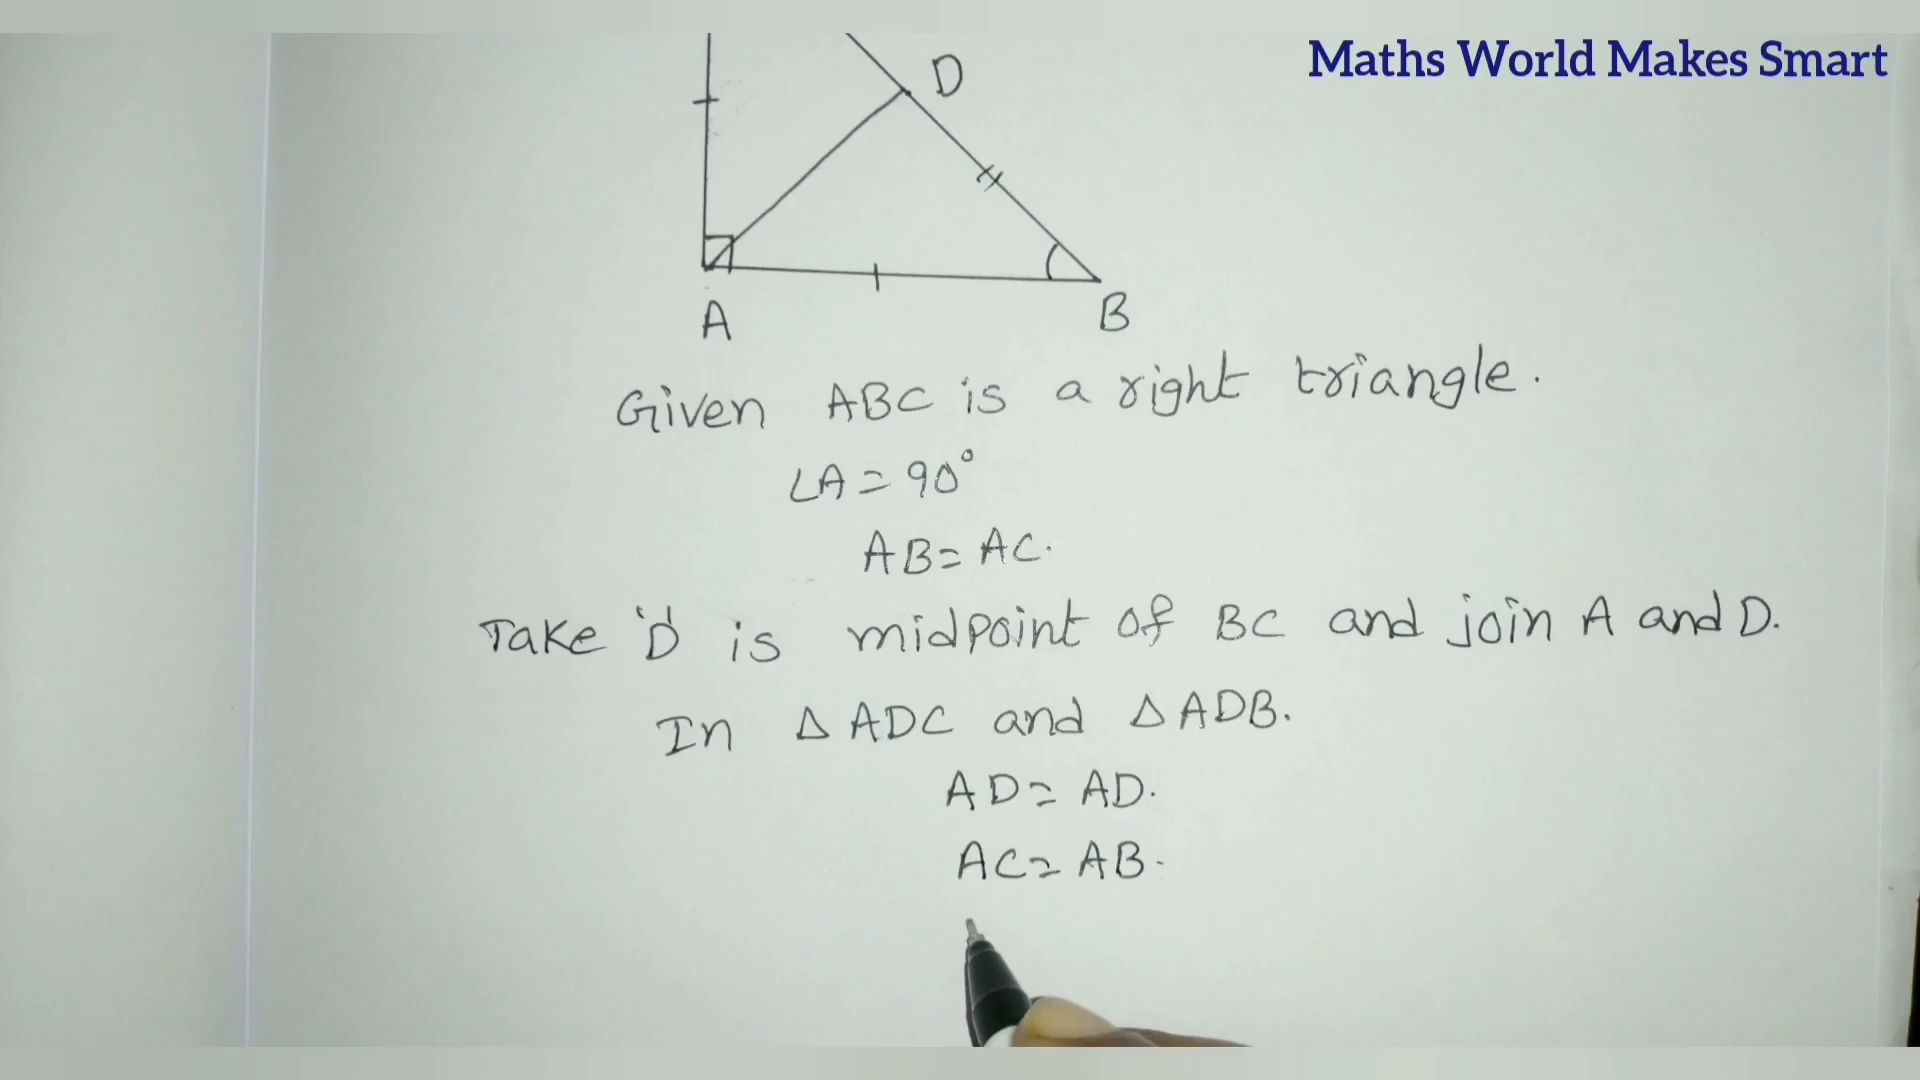 Maths World Makes Smart
D
A
B
Given ABC is a right triangle.
∠A = 90°
AB = AC.
Take 'D' is midpoint of BC and join A and D.
In △ ADC and △ ADB.
AD = AD.
AC = AB.